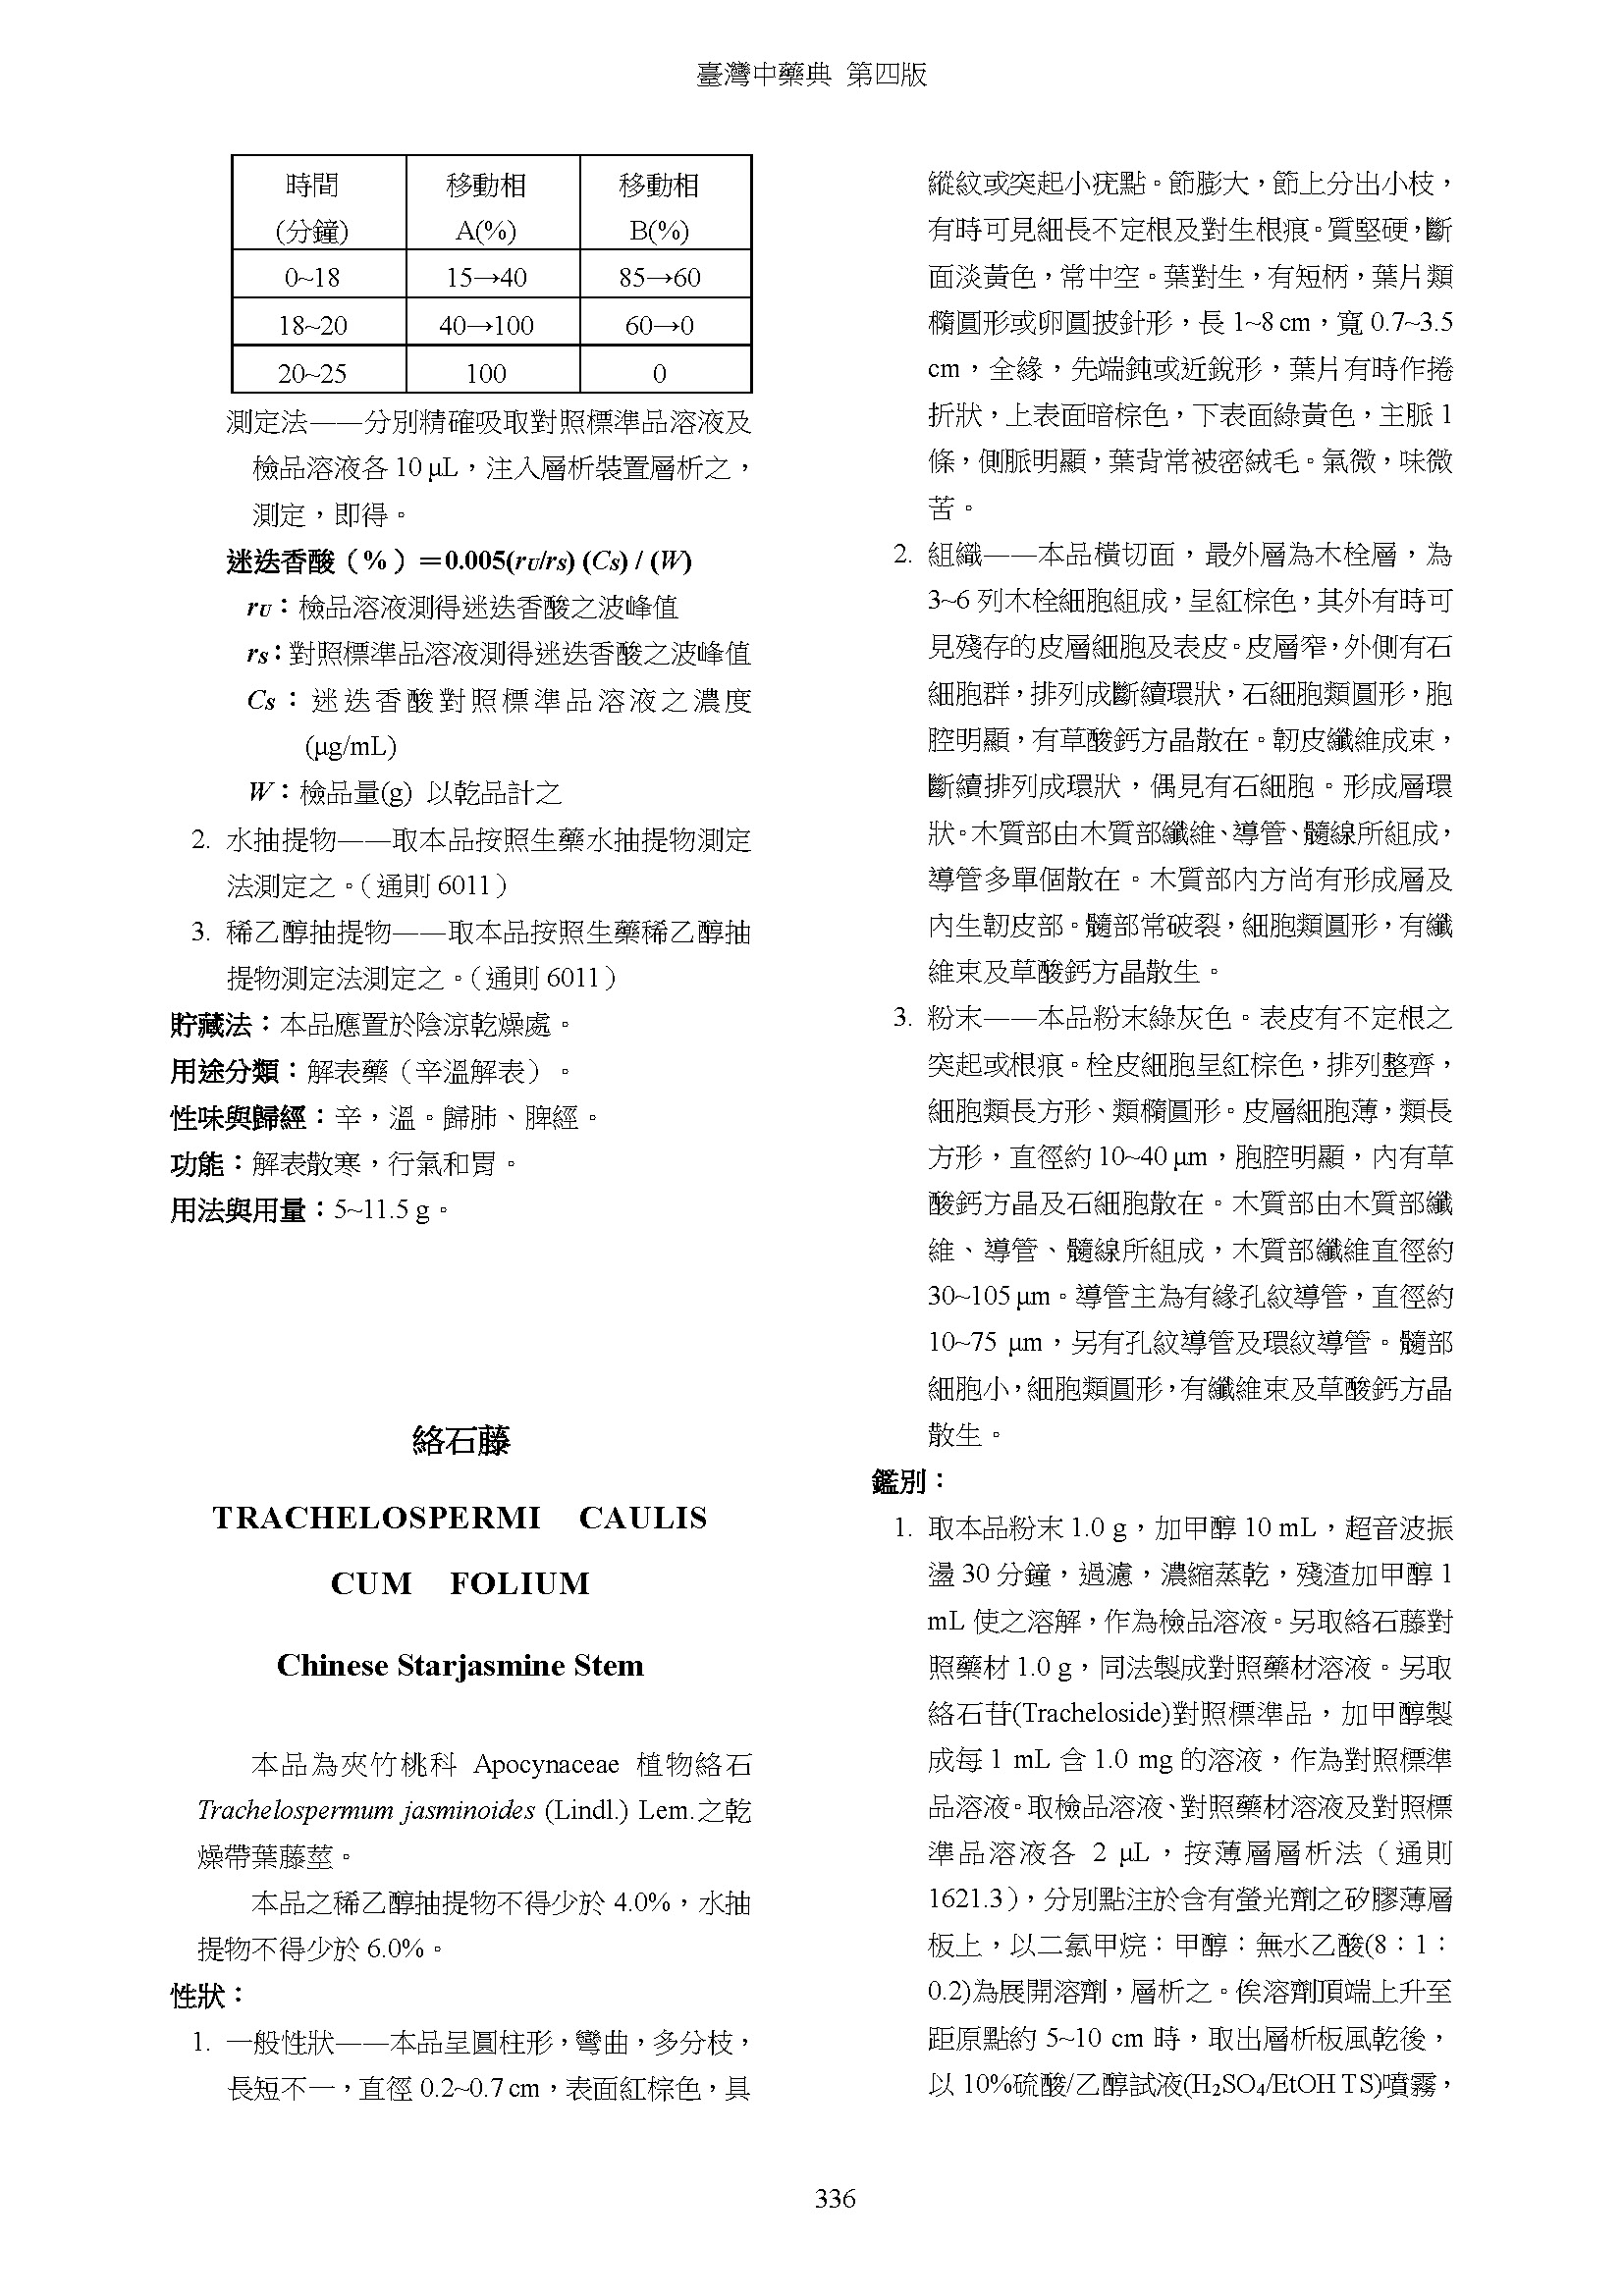 臺灣中藥典 第四版
時間 移動相 移動相
(分鐘) A(%) B(%)
0~18 15→40 85→60
18~20 40→100 60→0
20~25 100 0
測定法——分別精確吸取對照標準品溶液及
檢品溶液各 10 μL，注入層析裝置層析之，
測定，即得。
迷迭香酸（%）＝0.005(rU/rS) (CS) / (W)
rU：檢品溶液測得迷迭香酸之波峰值
rS：對照標準品溶液測得迷迭香酸之波峰值
CS：迷迭香酸對照標準品溶液之濃度
(μg/mL)
W：檢品量(g) 以乾品計之
2. 水抽提物——取本品按照生藥水抽提物測定
法測定之。（通則 6011）
3. 稀乙醇抽提物——取本品按照生藥稀乙醇抽
提物測定法測定之。（通則 6011）
貯藏法：本品應置於陰涼乾燥處。
用途分類：解表藥（辛溫解表）。
性味與歸經：辛，溫。歸肺、脾經。
功能：解表散寒，行氣和胃。
用法與用量：5~11.5 g。
絡石藤
TRACHELOSPERMI CAULIS
CUM FOLIUM
Chinese Starjasmine Stem
本品為夾竹桃科 Apocynaceae 植物絡石
Trachelospermum jasminoides (Lindl.) Lem.之乾
燥帶葉藤莖。
本品之稀乙醇抽提物不得少於 4.0%，水抽
提物不得少於 6.0%。
性狀：
1. 一般性狀——本品呈圓柱形，彎曲，多分枝，
長短不一，直徑 0.2~0.7 cm，表面紅棕色，具
縱紋或突起小疣點。節膨大，節上分出小枝，
有時可見細長不定根及對生根痕。質堅硬，斷
面淡黃色，常中空。葉對生，有短柄，葉片類
橢圓形或卵圓披針形，長 1~8 cm，寬 0.7~3.5
cm，全緣，先端鈍或近銳形，葉片有時作捲
折狀，上表面暗棕色，下表面綠黃色，主脈 1
條，側脈明顯，葉背常被密絨毛。氣微，味微
苦。
2. 組織——本品橫切面，最外層為木栓層，為
3~6 列木栓細胞組成，呈紅棕色，其外有時可
見殘存的皮層細胞及表皮。皮層窄，外側有石
細胞群，排列成斷續環狀，石細胞類圓形，胞
腔明顯，有草酸鈣方晶散在。韌皮纖維成束，
斷續排列成環狀，偶見有石細胞。形成層環
狀。木質部由木質部纖維、導管、髓線所組成，
導管多單個散在。木質部內方尚有形成層及
內生韌皮部。髓部常破裂，細胞類圓形，有纖
維束及草酸鈣方晶散生。
3. 粉末——本品粉末綠灰色。表皮有不定根之
突起或根痕。栓皮細胞呈紅棕色，排列整齊，
細胞類長方形、類橢圓形。皮層細胞薄，類長
方形，直徑約 10~40 μm，胞腔明顯，內有草
酸鈣方晶及石細胞散在。木質部由木質部纖
維、導管、髓線所組成，木質部纖維直徑約
30~105 μm。導管主為有緣孔紋導管，直徑約
10~75 μm，另有孔紋導管及環紋導管。髓部
細胞小，細胞類圓形，有纖維束及草酸鈣方晶
散生。
鑑別：
1. 取本品粉末 1.0 g，加甲醇 10 mL，超音波振
盪 30 分鐘，過濾，濃縮蒸乾，殘渣加甲醇 1
mL 使之溶解，作為檢品溶液。另取絡石藤對
照藥材 1.0 g，同法製成對照藥材溶液。另取
絡石苷(Tracheloside)對照標準品，加甲醇製
成每 1 mL 含 1.0 mg 的溶液，作為對照標準
品溶液。取檢品溶液、對照藥材溶液及對照標
準品溶液各 2 μL，按薄層層析法（通則
1621.3），分別點注於含有螢光劑之矽膠薄層
板上，以二氯甲烷：甲醇：無水乙酸(8：1：
0.2)為展開溶劑，層析之。俟溶劑頂端上升至
距原點約 5~10 cm 時，取出層析板風乾後，
以 10%硫酸/乙醇試液(H₂SO₄/EtOH TS)噴霧，
336